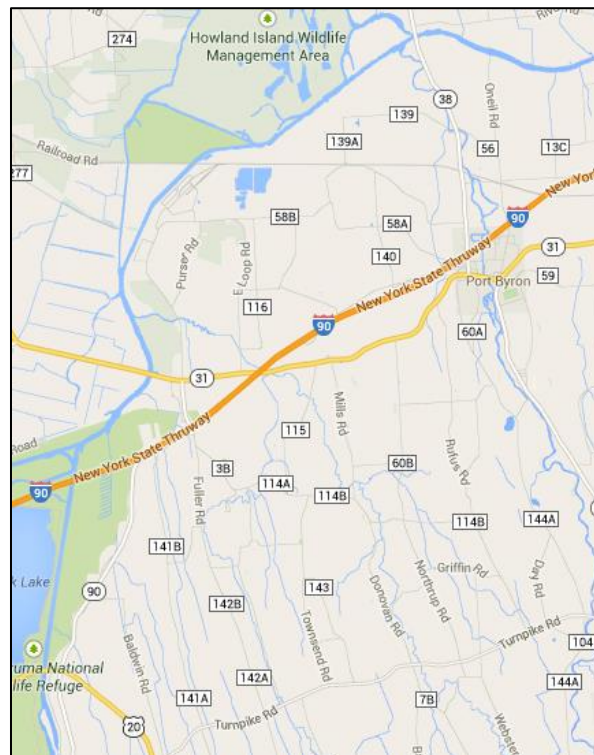 Howland Island Wildlife
Management Area
274
38
Oneil Rd
139
139A
56
13C
Railroad Rd
277
58B
58A
New York
90
Purser Rd
E Loop Rd
140
31
Port Byron
59
New York State Thruway
116
90
60A
31
Mills Rd
115
Road
New York State Thruway
3B
60B
Rufus Rd
90
114A
114B
114B
Fuller Rd
144A
141B
Griffin Rd
Day Rd
90
143
k Lake
142B
Donovan Rd
Northrup Rd
Townsend Rd
Turnpike Rd
104
uma National
life Refuge
Baldwin Rd
142A
144A
141A
7B
20
Turnpike Rd
Webster